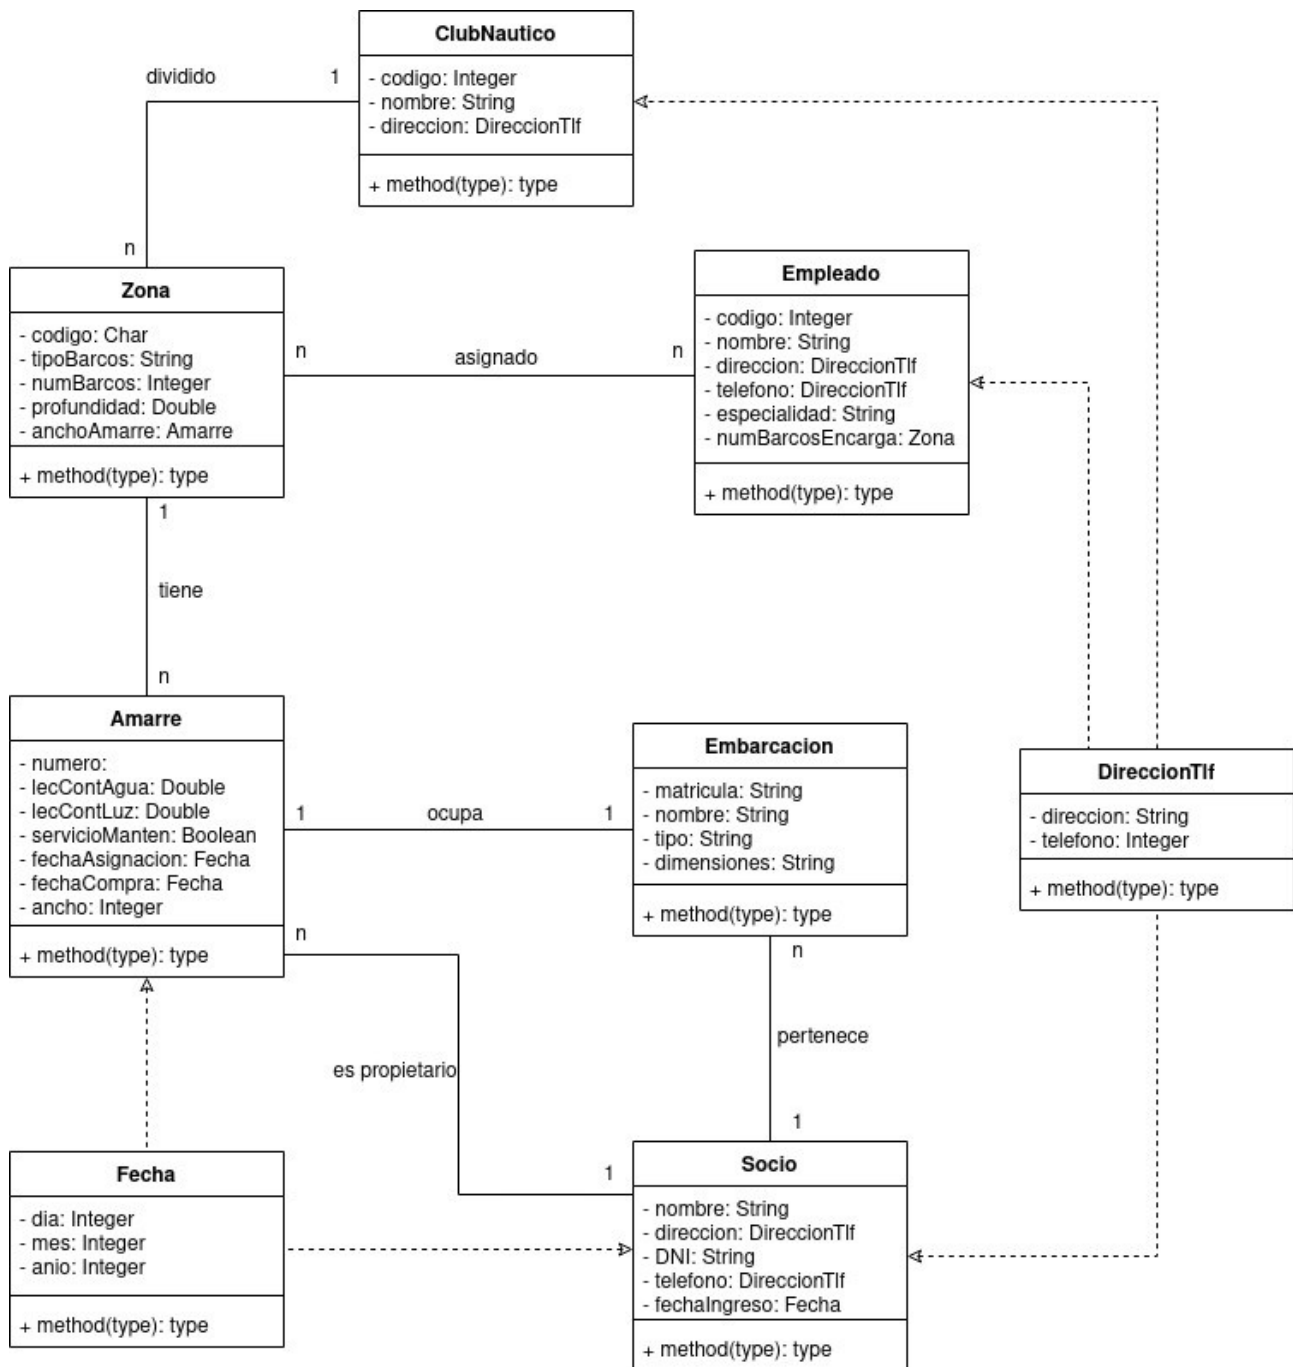 ClubNautico
- codigo: Integer
- nombre: String
- direccion: DireccionTlf
+ method(type): type
dividido
1
n
Zona
- codigo: Char
- tipoBarcos: String
- numBarcos: Integer
- profundidad: Double
- anchoAmarre: Amarre
+ method(type): type
n
asignado
n
Empleado
- codigo: Integer
- nombre: String
- direccion: DireccionTlf
- telefono: DireccionTlf
- especialidad: String
- numBarcosEncarga: Zona
+ method(type): type
1
tiene
n
Amarre
- numero:
- lecContAgua: Double
- lecContLuz: Double
- servicioManten: Boolean
- fechaAsignacion: Fecha
- fechaCompra: Fecha
- ancho: Integer
+ method(type): type
1
ocupa
1
Embarcacion
- matricula: String
- nombre: String
- tipo: String
- dimensiones: String
+ method(type): type
DireccionTlf
- direccion: String
- telefono: Integer
+ method(type): type
n
es propietario
1
n
pertenece
1
Fecha
- dia: Integer
- mes: Integer
- anio: Integer
+ method(type): type
Socio
- nombre: String
- direccion: DireccionTlf
- DNI: String
- telefono: DireccionTlf
- fechaIngreso: Fecha
+ method(type): type